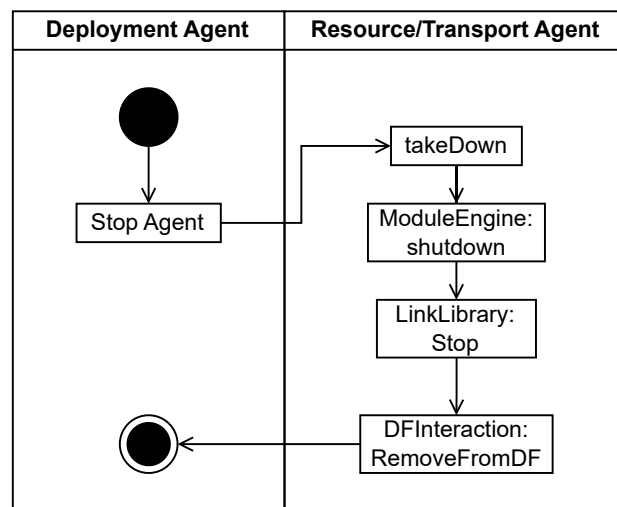 Deployment Agent
Resource/Transport Agent
takeDown
Stop Agent
ModuleEngine:
shutdown
LinkLibrary:
Stop
DFInteraction:
RemoveFromDF